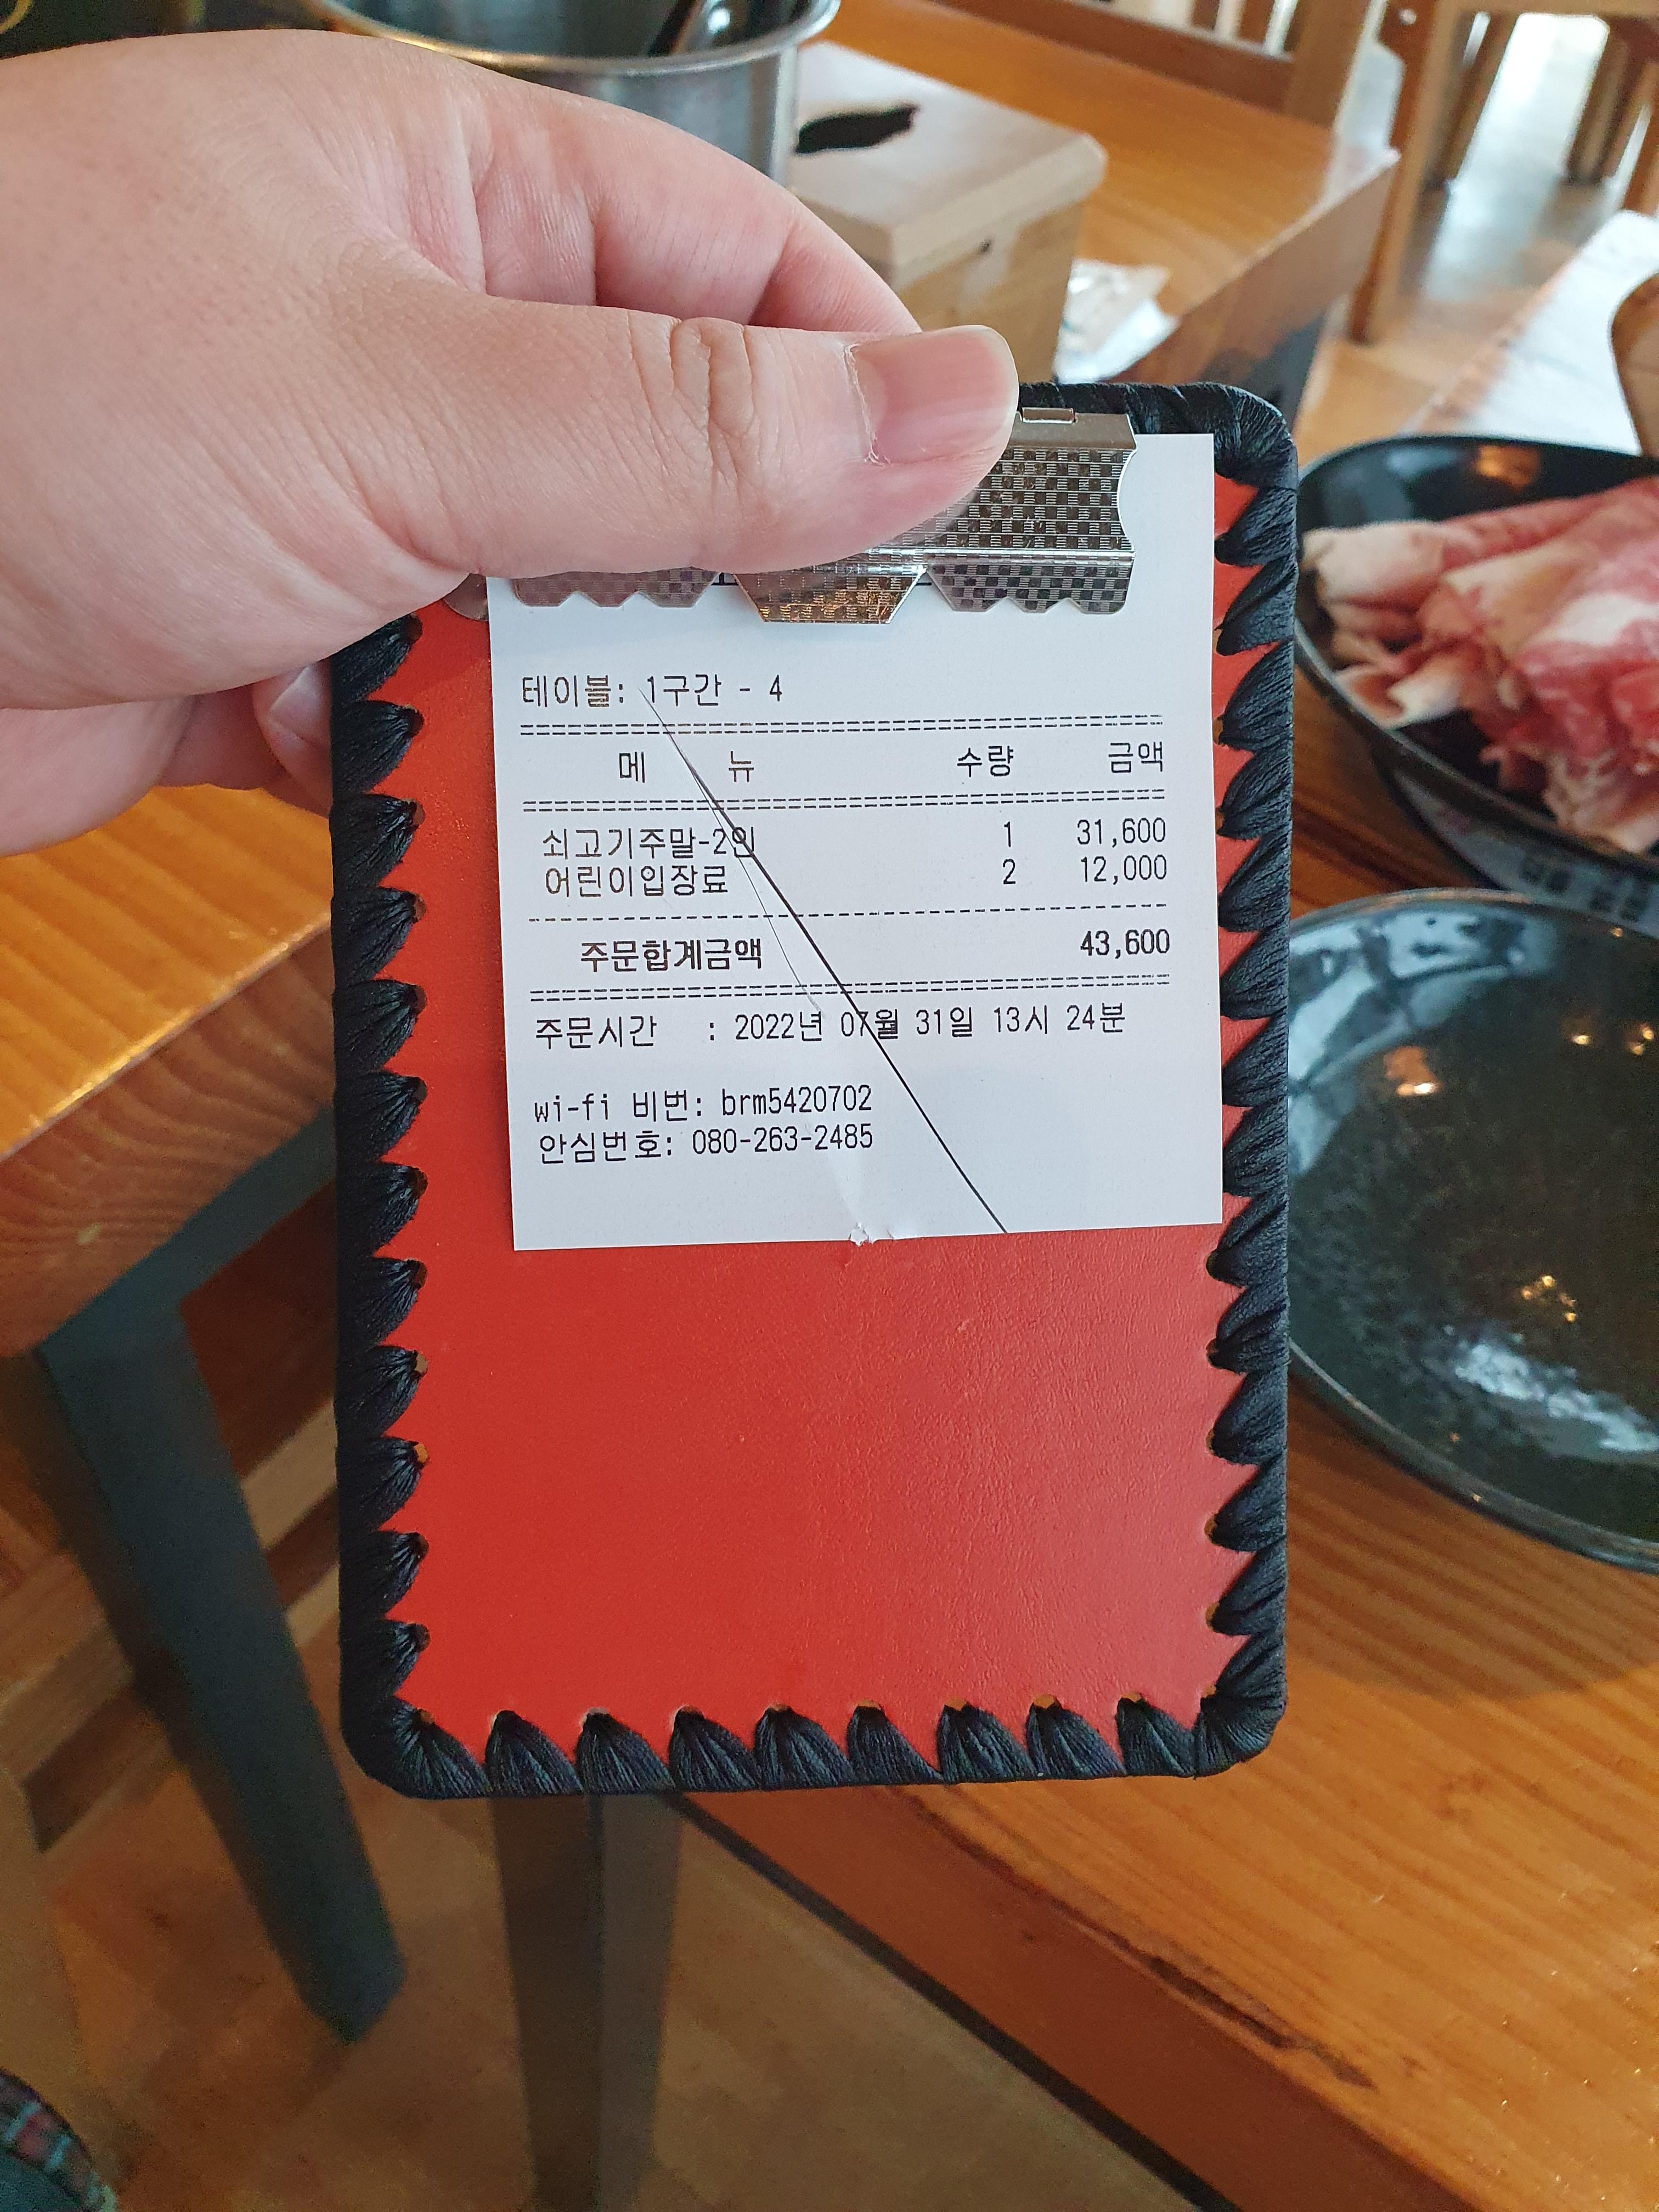 테이블: 1구간 - 4
메 뉴 수량 금액
쇠고기주말-2인 1 31,600
어린이입장료 2 12,000
주문합계금액 43,600
주문시간 : 2022년 07월 31일 13시 24분
wi-fi 비번: brm5420702
안심번호: 080-263-2485